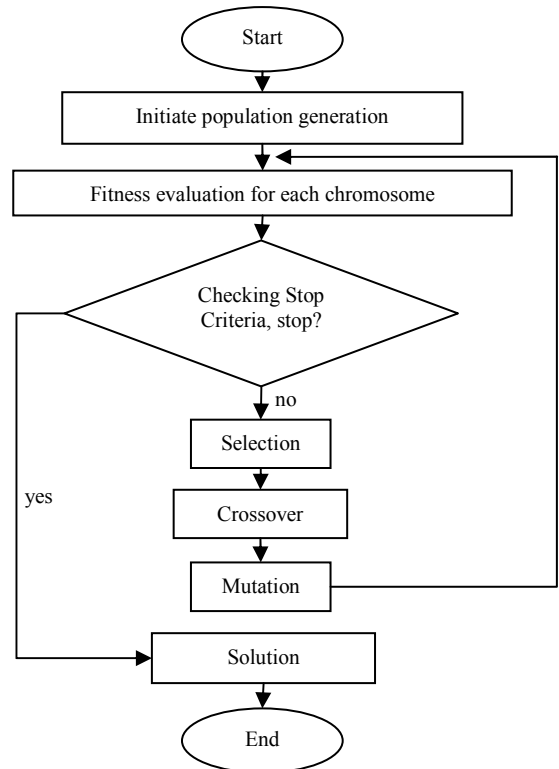 Start
Initiate population generation
Fitness evaluation for each chromosome
Checking Stop
Criteria, stop?
no
Selection
yes
Crossover
Mutation
Solution
End